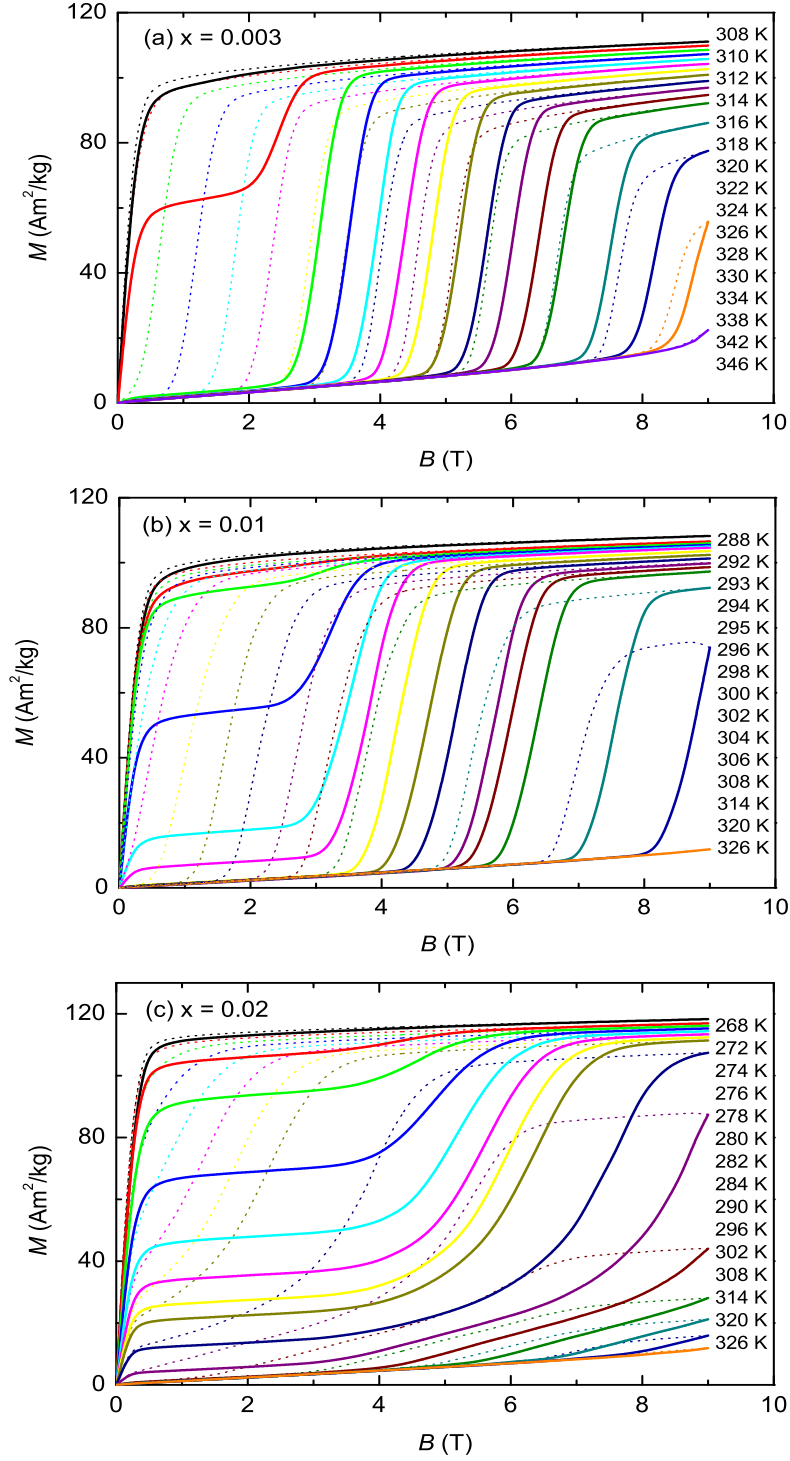 (a) x = 0.003
M (Am²/kg)
120
80
40
0
0 2 4 6 8 10
B (T)
308 K
310 K
312 K
314 K
316 K
318 K
320 K
322 K
324 K
326 K
328 K
330 K
334 K
338 K
342 K
346 K
(b) x = 0.01
M (Am²/kg)
120
80
40
0
0 2 4 6 8 10
B (T)
288 K
292 K
293 K
294 K
295 K
296 K
298 K
300 K
302 K
304 K
306 K
308 K
314 K
320 K
326 K
(c) x = 0.02
M (Am²/kg)
120
80
40
0
0 2 4 6 8 10
B (T)
268 K
272 K
274 K
276 K
278 K
280 K
282 K
284 K
290 K
296 K
302 K
308 K
314 K
320 K
326 K